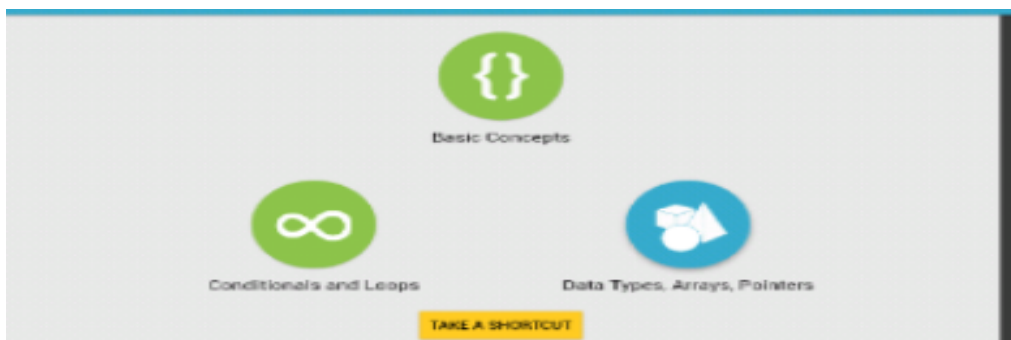 {}
Basic Concepts
Conditionals and Loops
Data Types, Arrays, Pointers
TAKE A SHORTCUT